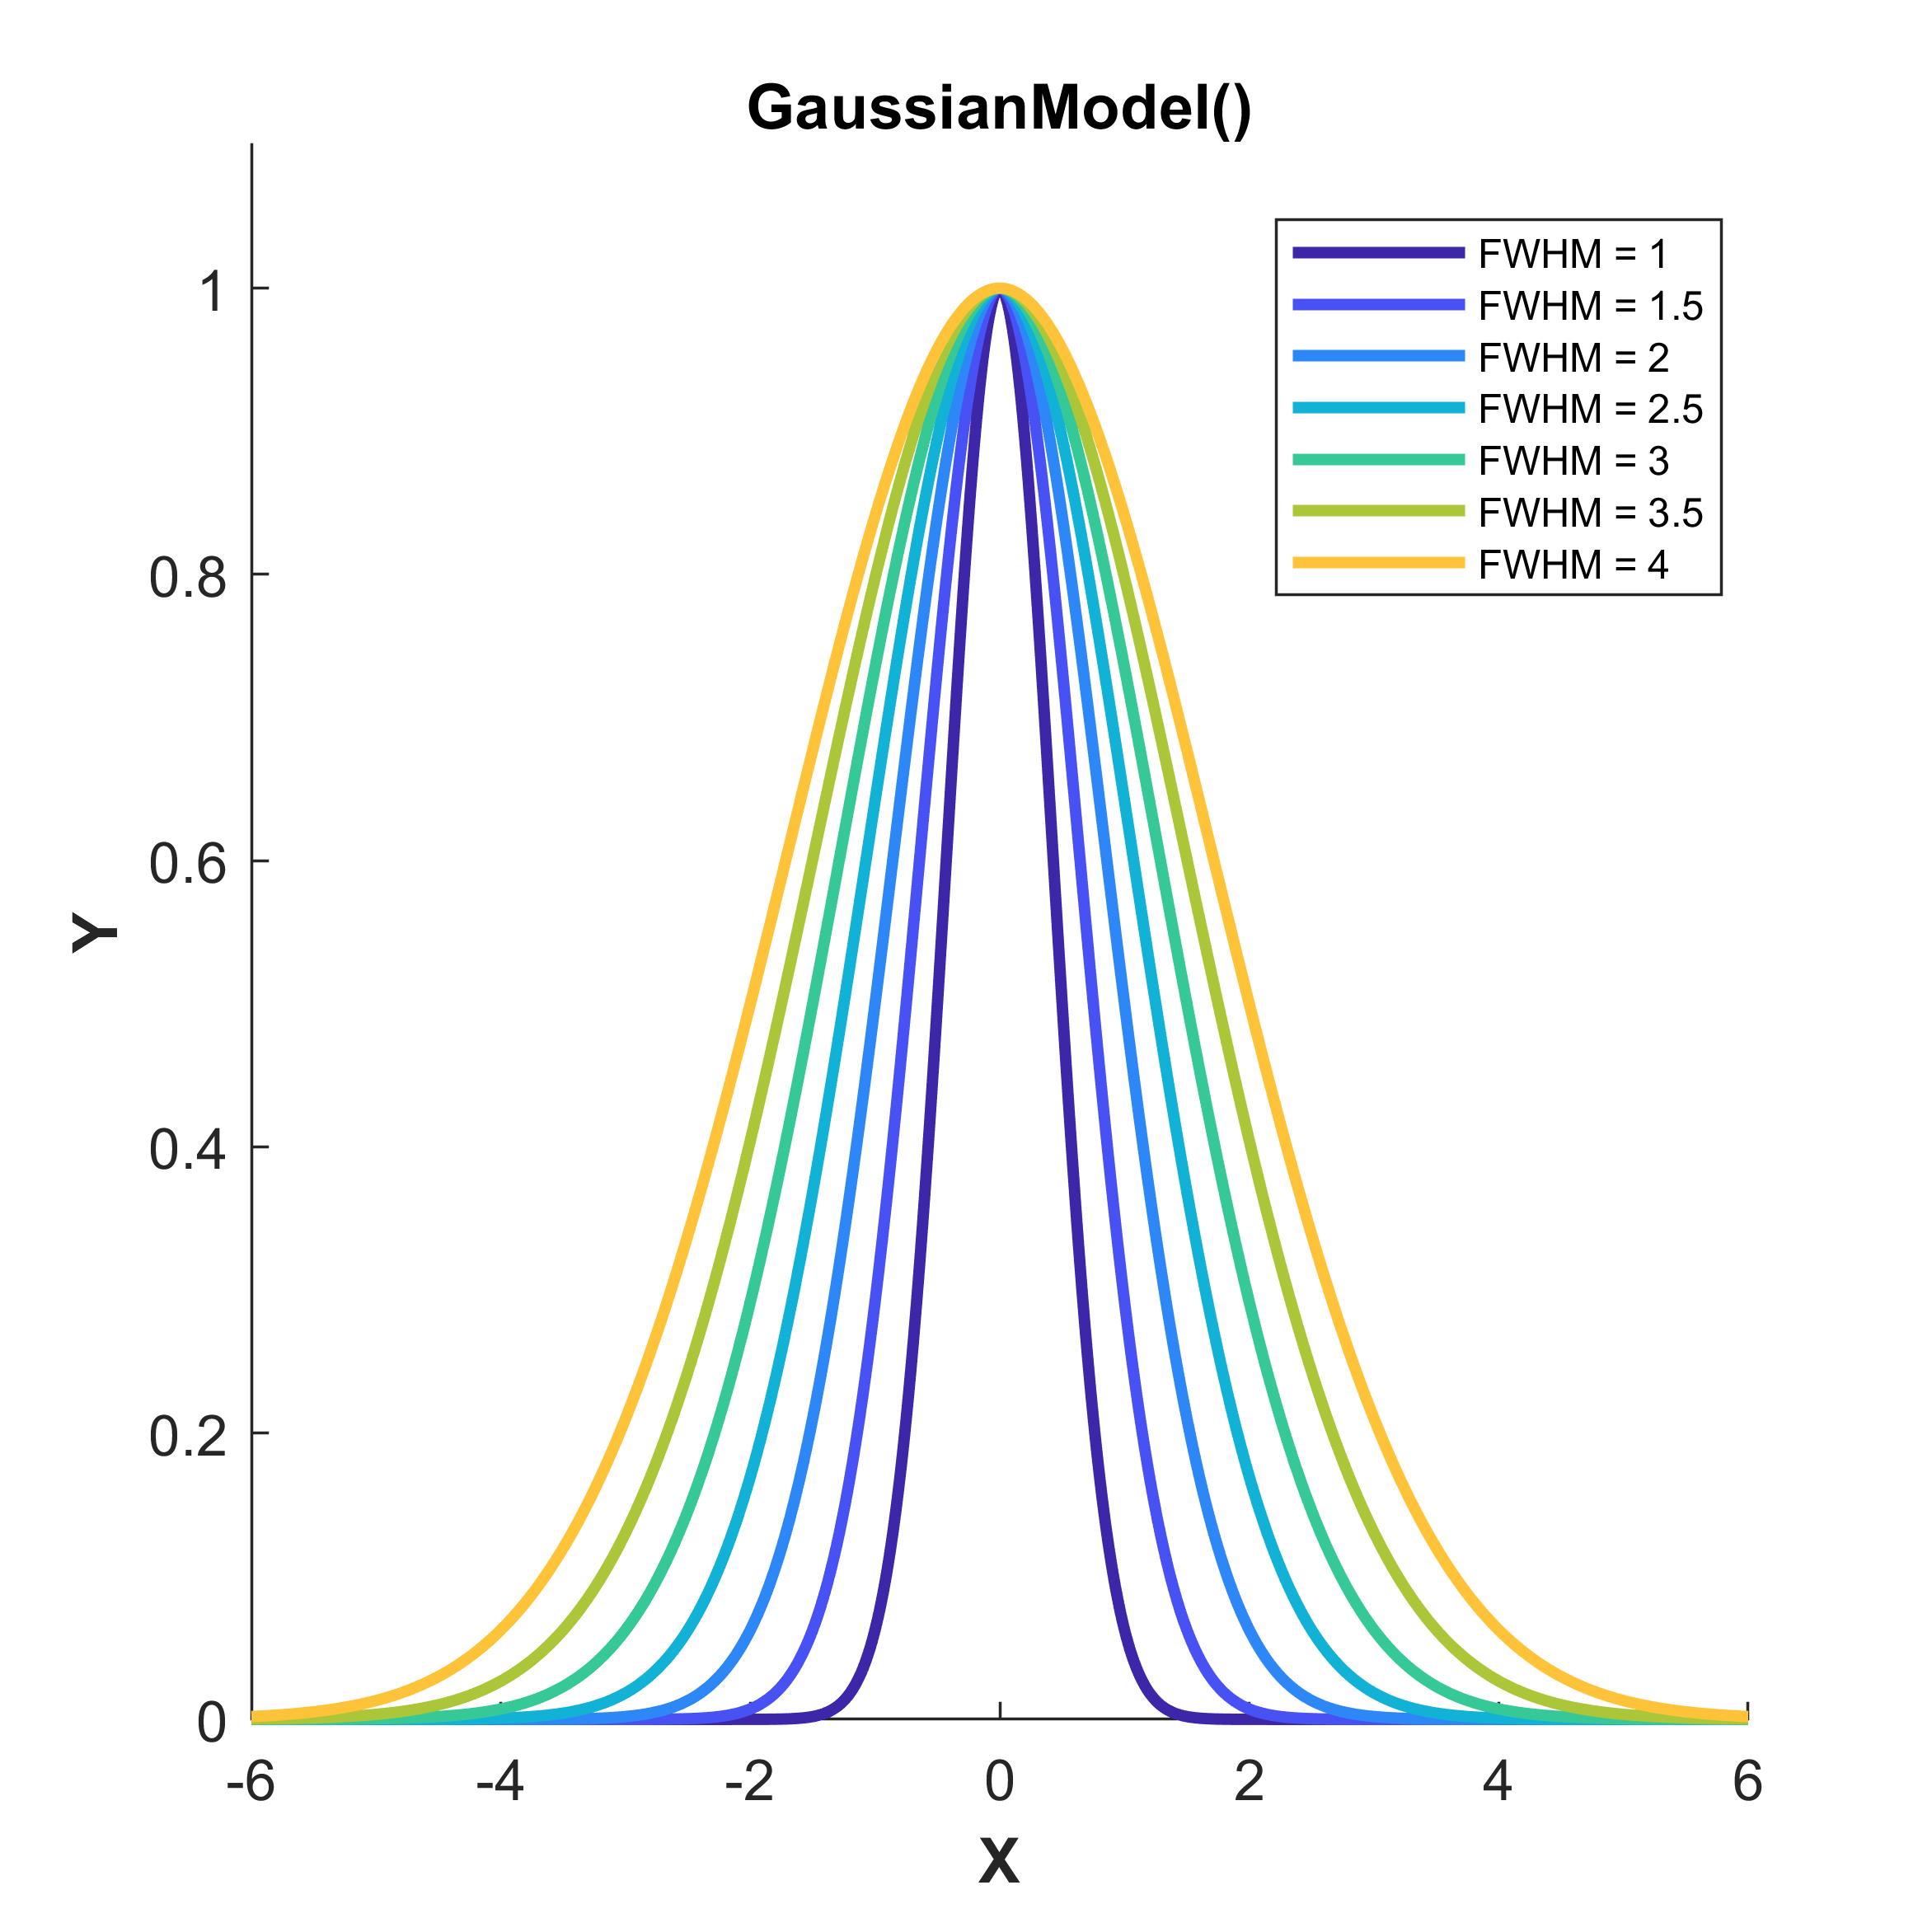 GaussianModel()
FWHM = 1
FWHM = 1.5
FWHM = 2
FWHM = 2.5
FWHM = 3
FWHM = 3.5
FWHM = 4
1
0.8
0.6
0.4
0.2
0
Y
-6 -4 -2 0 2 4 6
X